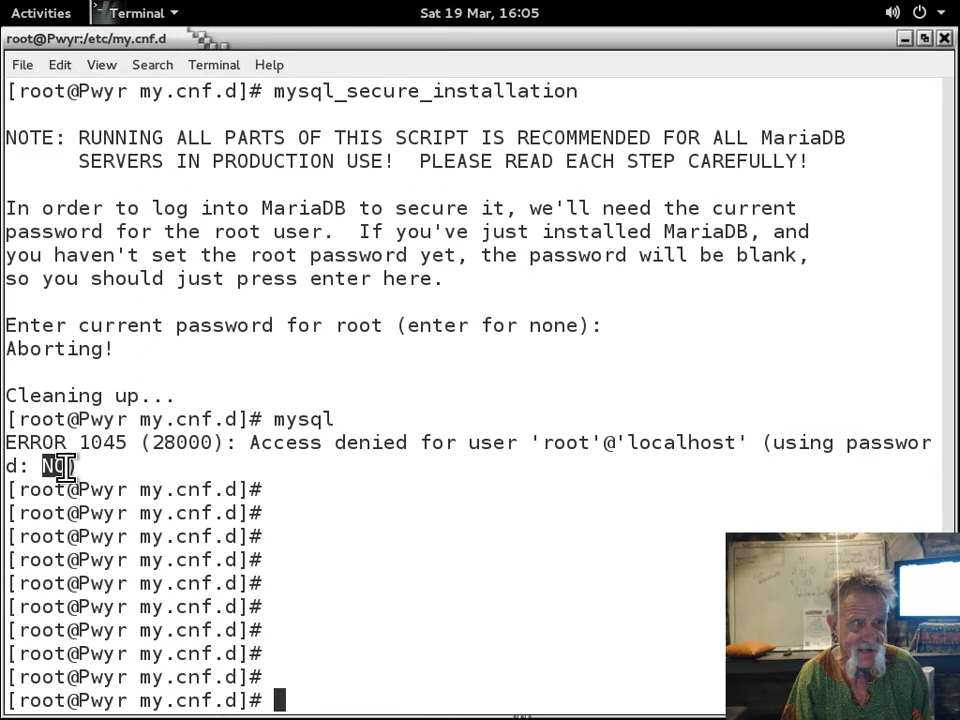 Activities Terminal Sat 19 Mar, 16:05
root@Pwyr:/etc/my.cnf.d
File Edit View Search Terminal Help
[root@Pwyr my.cnf.d]# mysql_secure_installation
NOTE: RUNNING ALL PARTS OF THIS SCRIPT IS RECOMMENDED FOR ALL MariaDB
SERVERS IN PRODUCTION USE!  PLEASE READ EACH STEP CAREFULLY!
In order to log into MariaDB to secure it, we'll need the current
password for the root user.  If you've just installed MariaDB, and
you haven't set the root password yet, the password will be blank,
so you should just press enter here.
Enter current password for root (enter for none):
Aborting!
Cleaning up...
[root@Pwyr my.cnf.d]# mysql
ERROR 1045 (28000): Access denied for user 'root'@'localhost' (using passwor
d: NO)
[root@Pwyr my.cnf.d]#
[root@Pwyr my.cnf.d]#
[root@Pwyr my.cnf.d]#
[root@Pwyr my.cnf.d]#
[root@Pwyr my.cnf.d]#
[root@Pwyr my.cnf.d]#
[root@Pwyr my.cnf.d]#
[root@Pwyr my.cnf.d]#
[root@Pwyr my.cnf.d]#
[root@Pwyr my.cnf.d]#